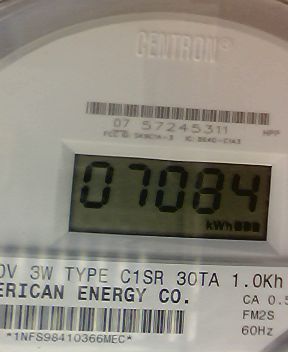 CENTRON®
07 57245311
HPP
07084
kWh
0V 3W TYPE C1SR 30TA 1.0Kh
ERICAN ENERGY CO.
CA 0.5
FM2S
60Hz
*1NFS98410366MEC*